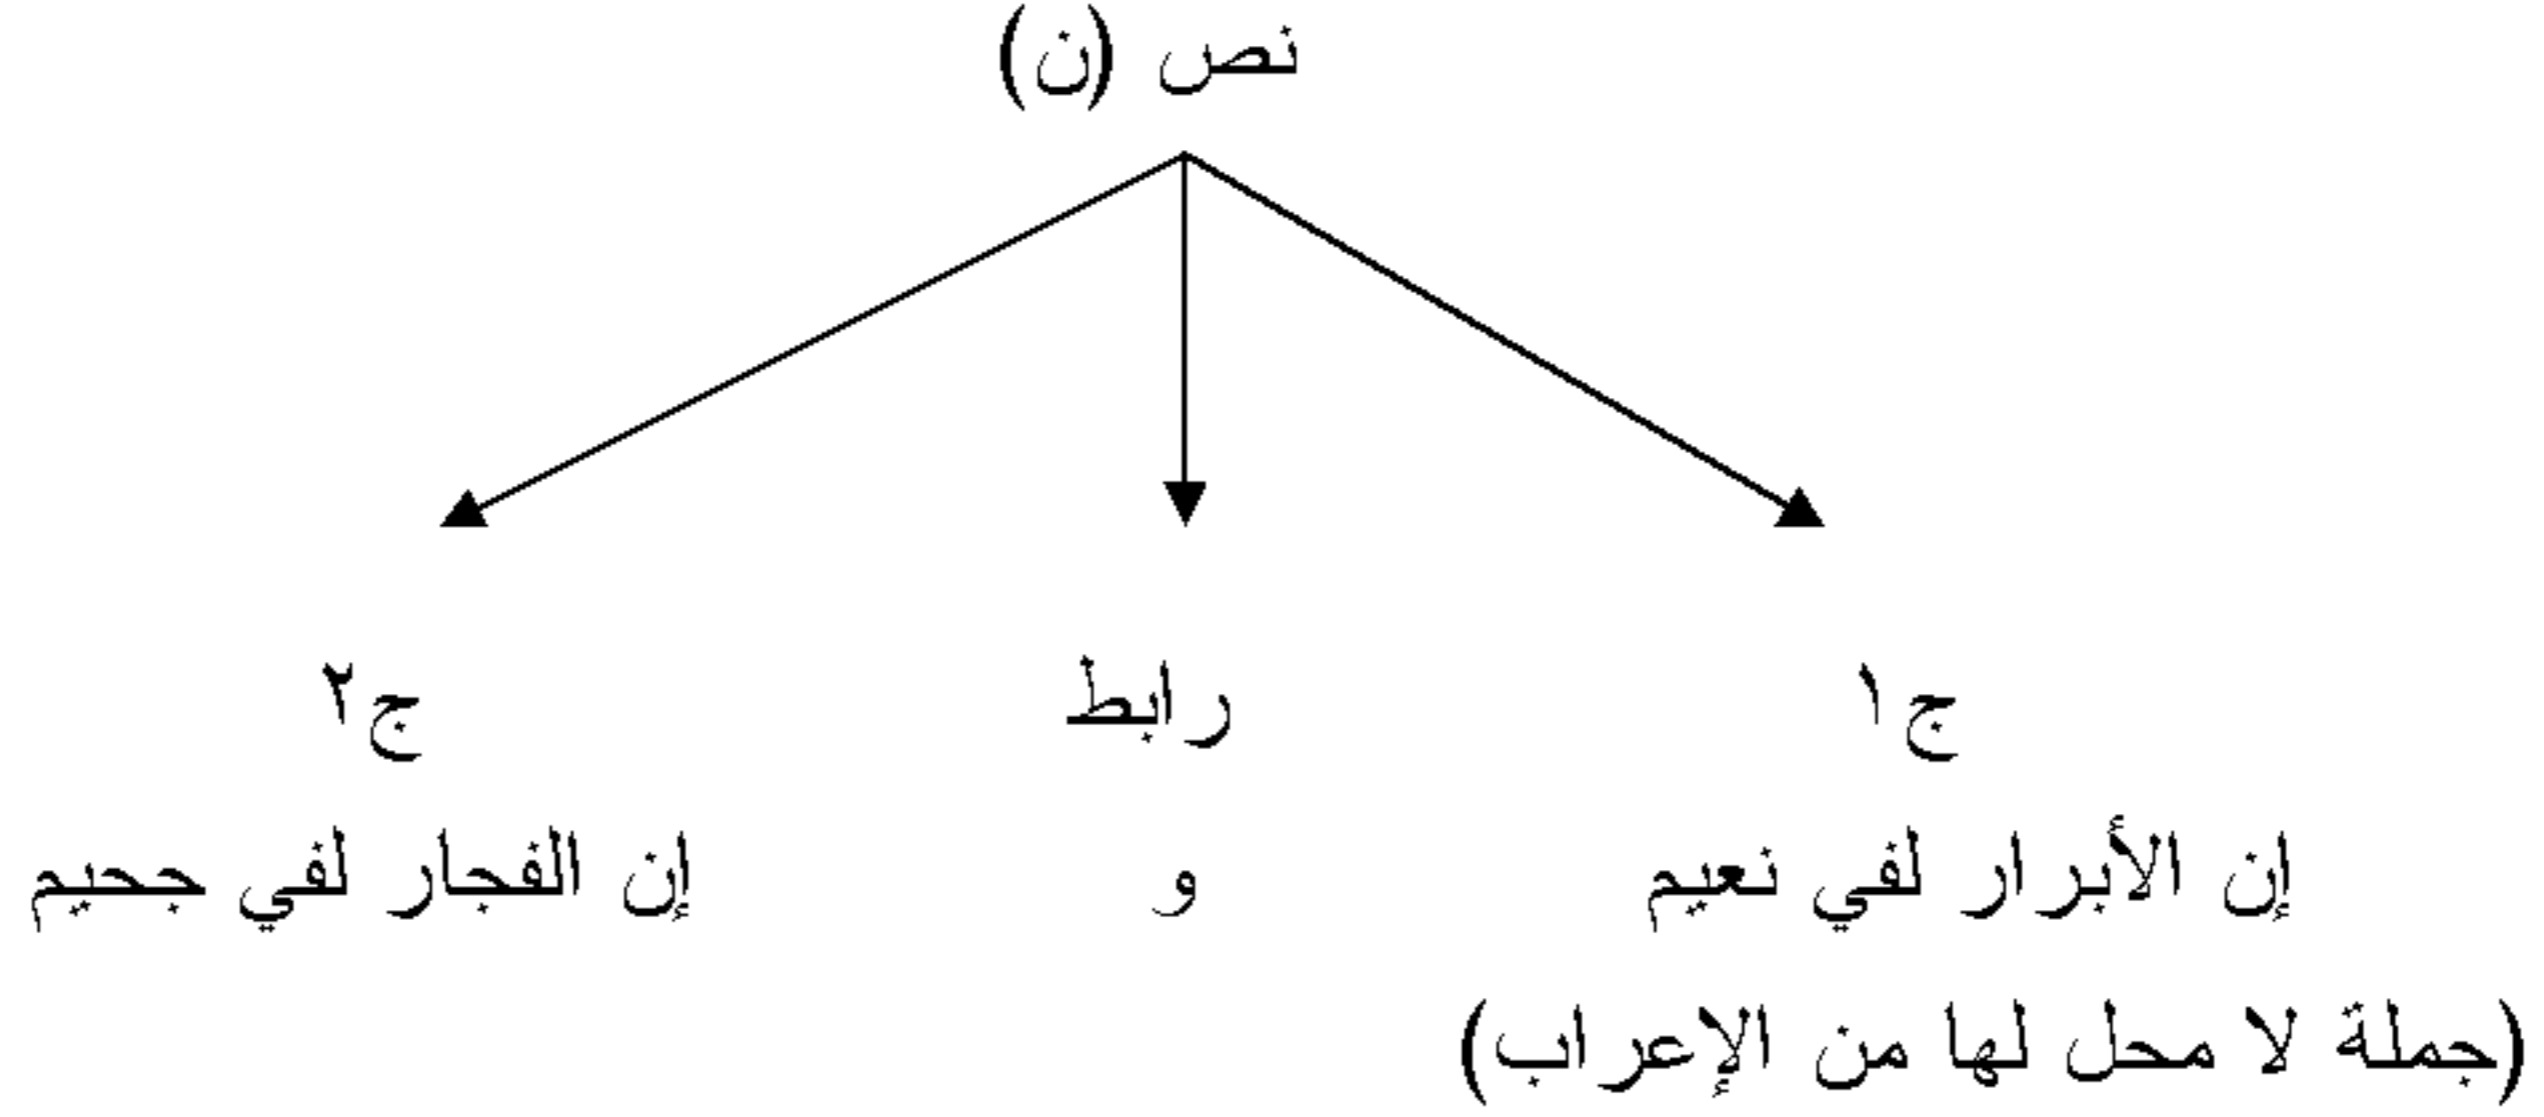 نص (ن)
ج١ رابط ج٢
إن الأبرار لفي نعيم و إن الفجار لفي جحيم
(جملة لا محل لها من الإعراب)